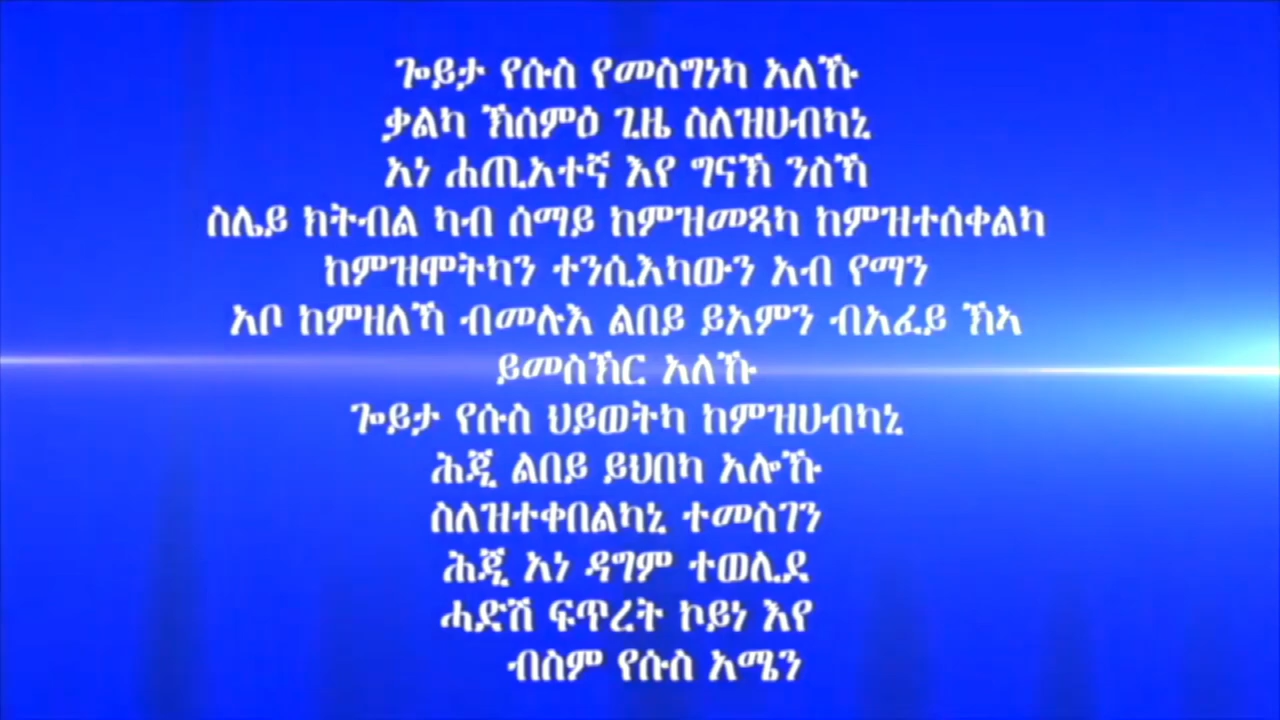 ጐይታ የሱስ የመስግነካ አለኹ
ቃልካ ኽሰምዕ ጊዜ ስለዝሀብካኒ
አነ ሐጢአተኛ እየ ግናኽ ንስኻ
ስሌይ ክትብል ካብ ሰማይ ከምዝመጻካ ከምዝተሰቀልካ
ከምዝሞትካን ተንሲእካውን አብ የማን
አቦ ከምዘለኻ ብመሉእ ልበይ ይአምን ብአፈይ ኽኣ
ይመስኽር አለኹ
ጐይታ የሱስ ህይወትካ ከምዝሀብካኒ
ሕጂ ልበይ ይህበካ አሎኹ
ስለዝተቀበልካኒ ተመስገን
ሕጂ አነ ዳግም ተወሊደ
ሓድሽ ፍጥረት ኮይነ እየ
ብስም የሱስ አሜን